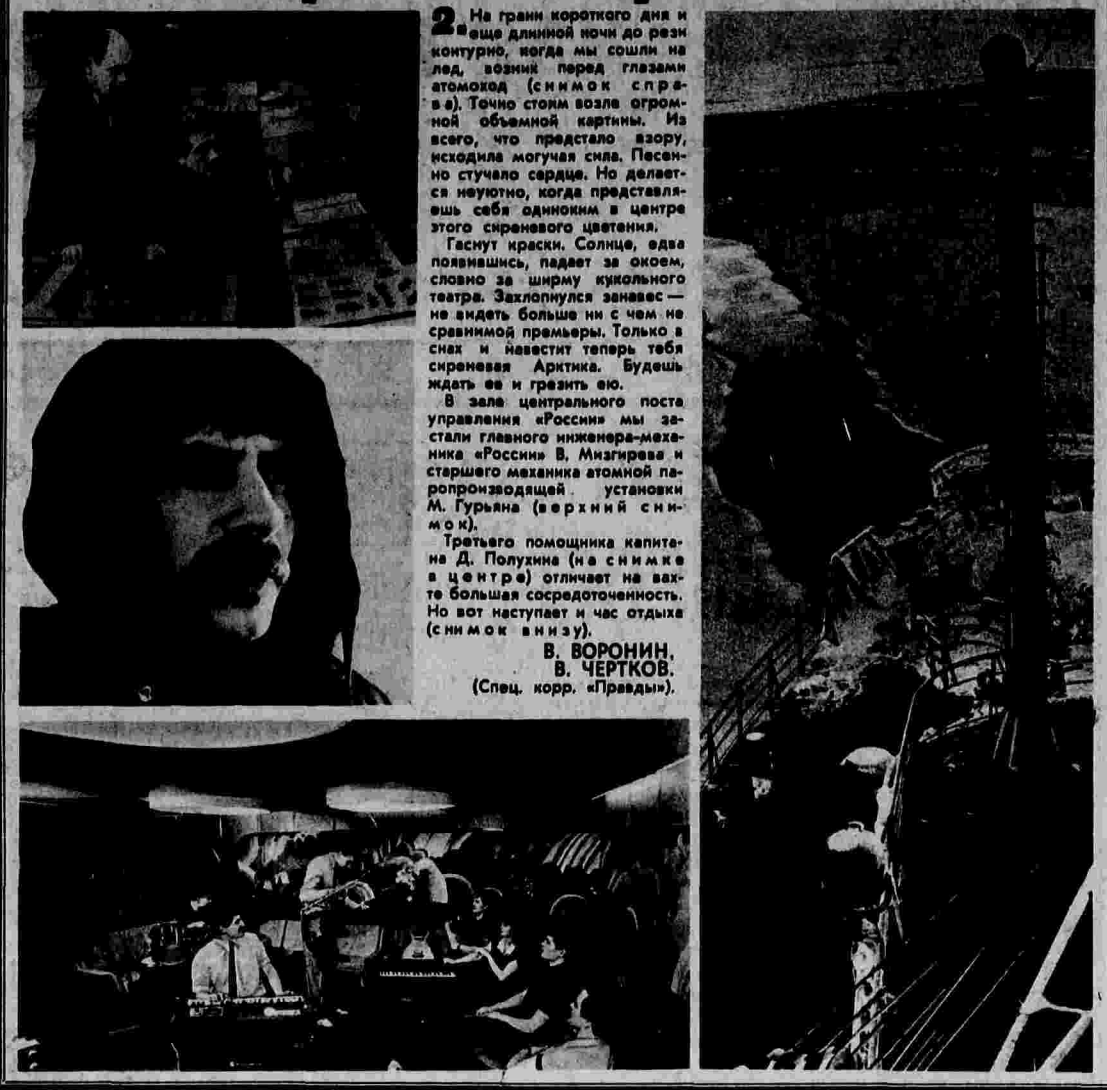 2. На грани короткого дня и
еще длинной ночи до рези
контурно, когда мы сошли на
лед, возник перед глазами
атомоход (снимок спра-
ва). Точно стоим возле огром-
ной объемной картины. Из
всего, что предстало взору,
исходила могучая сила. Песен-
но стучало сердце. Но делает-
ся неуютно, когда представля-
ешь себя одиноким в центре
этого сиреневого цветения.
Гаснут краски. Солнце, едва
появившись, падает за окоем,
словно за ширму кукольного
театра. Захлопнулся занавес —
не видеть больше ни с чем не
сравнимой премьеры. Только в
снах и навестит теперь тебя
сиреневая Арктика. Будешь
ждать ее и грезить ею.
В зале центрального поста
управления «России» мы за-
стали главного инженера-меха-
ника «России» В. Мизгирева и
старшего механика атомной па-
ропроизводящей установки
М. Гурьяна (верхний сни-
мок).
Третьего помощника капита-
на Д. Полухина (на снимке
в центре) отличает на вах-
те большая сосредоточенность.
Но вот наступает и час отдыха
(снимок внизу).
В. ВОРОНИН,
В. ЧЕРТКОВ.
(Спец. корр. «Правды»).